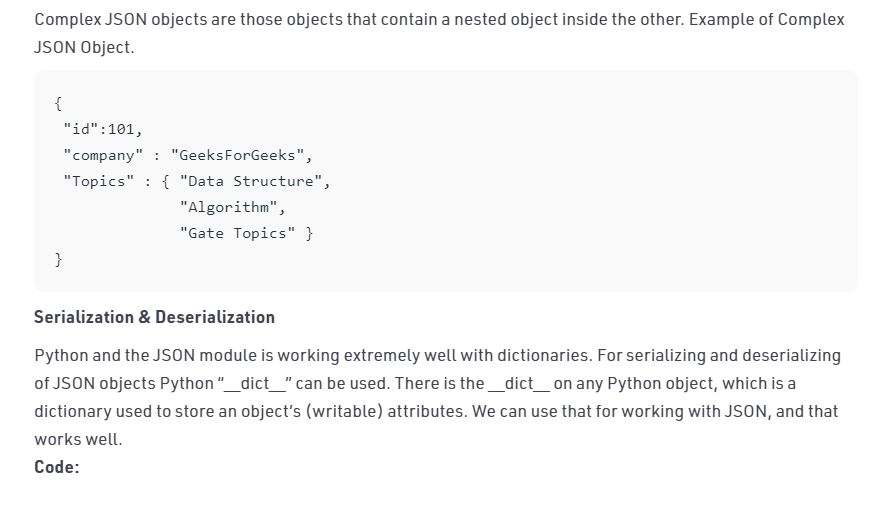 Complex JSON objects are those objects that contain a nested object inside the other. Example of Complex
JSON Object.
{
"id":101,
"company" : "GeeksForGeeks",
"Topics" : { "Data Structure",
"Algorithm",
"Gate Topics" }
}
Serialization & Deserialization
Python and the JSON module is working extremely well with dictionaries. For serializing and deserializing
of JSON objects Python “__dict__” can be used. There is the __dict__ on any Python object, which is a
dictionary used to store an object’s (writable) attributes. We can use that for working with JSON, and that
works well.
Code: